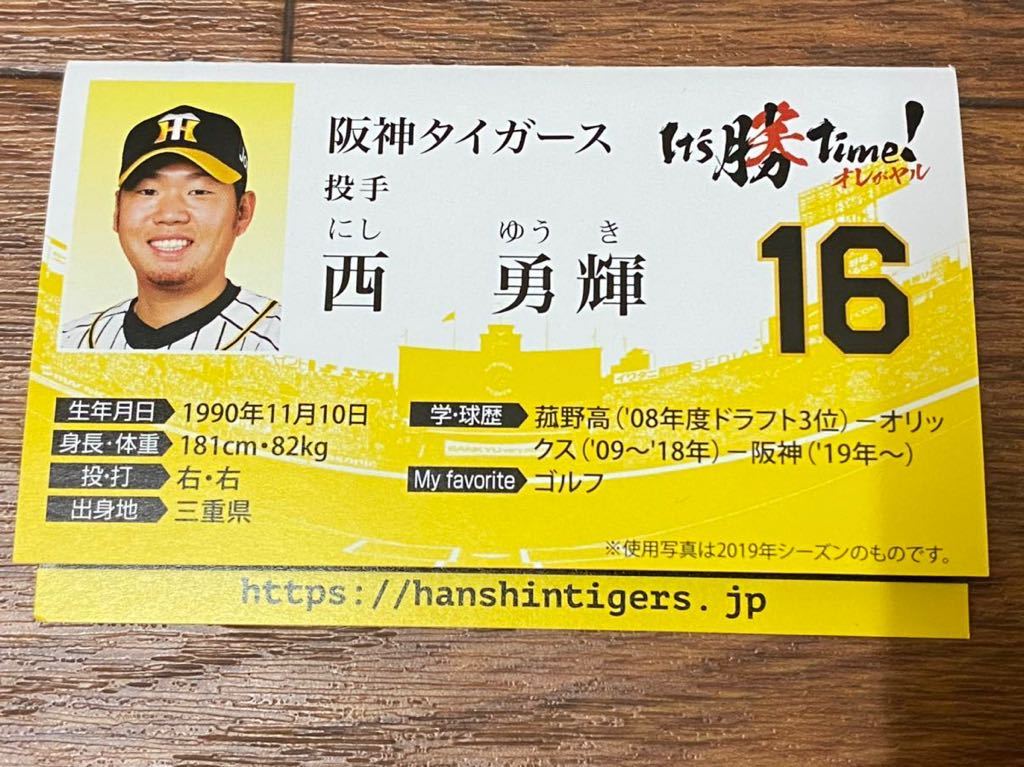 阪神タイガース
It's勝Time!
オレがヤル
投手
にし ゆうき
西 勇輝
16
生年月日 1990年11月10日
身長・体重 181cm・82kg
投・打 右・右
出身地 三重県
学・球歴 菰野高('08年度ドラフト3位)－オリッ
クス('09～'18年)－阪神('19年～)
My favorite ゴルフ
※使用写真は2019年シーズンのものです。
https://hanshintigers.jp